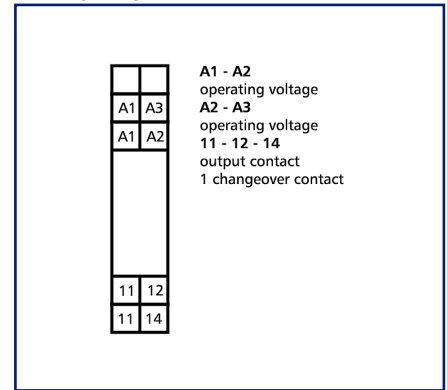 A1 A3
A1 A2
11 12
11 14
A1 - A2
operating voltage
A2 - A3
operating voltage
11 - 12 - 14
output contact
1 changeover contact